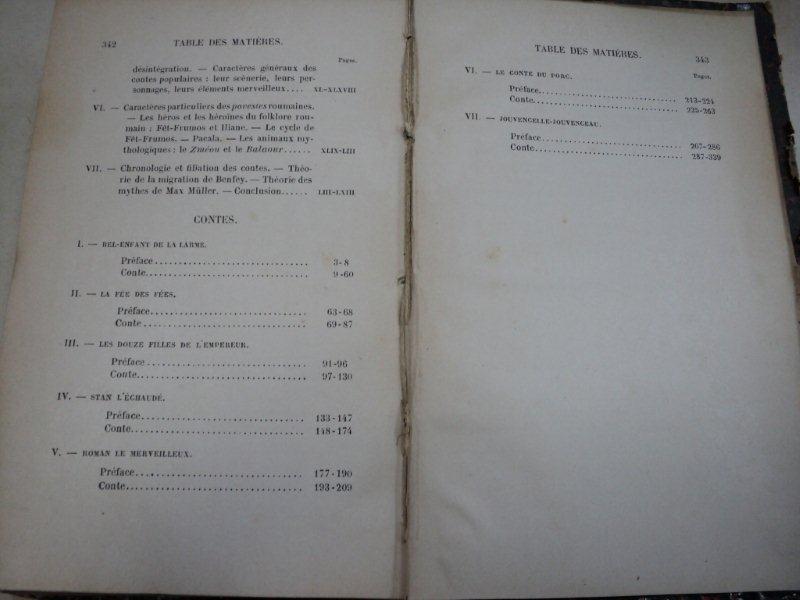 342 TABLE DES MATIÈRES.
Pages.
désintégration. — Caractères généraux des
contes populaires : leur scénerie, leurs per-
sonnages, leurs éléments merveilleux.... XL-XLXVIII
VI. — Caractères particuliers des povestes roumaines.
— Les héros et les héroïnes du folklore rou-
main : Fêt-Frumos et Iliane. — Le cycle de
Fêt-Frumos. — Pacala. — Les animaux my-
thologiques : le Zméou et le Balaour...... XLIX-LIII
VII. — Chronologie et filiation des contes. — Théo-
rie de la migration de Benfey. — Théorie des
mythes de Max Müller. — Conclusion...... LIII-LXIII
CONTES.
I. — BEL-ENFANT DE LA LARME.
Préface................................ 3-8
Conte.................................. 9-60
II. — LA FÉE DES FÉES.
Préface................................ 63-68
Conte.................................. 69-87
III. — LES DOUZE FILLES DE L'EMPEREUR.
Préface................................ 91-96
Conte.................................. 97-130
IV. — STAN L'ÉCHAUDÉ.
Préface................................ 133-147
Conte.................................. 148-174
V. — ROMAN LE MERVEILLEUX.
Préface................................ 177-190
Conte.................................. 193-209
TABLE DES MATIÈRES. 343
Pages.
VI. — LE CONTE DU PORC.
Préface................................ 213-224
Conte.................................. 225-263
VII. — JOUVENCELLE-JOUVENCEAU.
Préface................................ 267-286
Conte.................................. 287-339